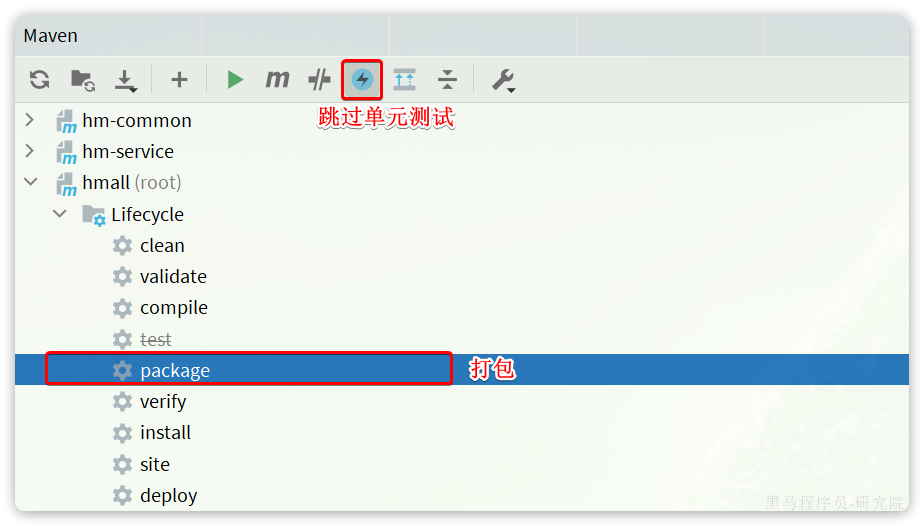 Maven
跳过单元测试
hm-common
hm-service
hmall (root)
Lifecycle
clean
validate
compile
test
package
打包
verify
install
site
deploy
黑马程序员-研究院